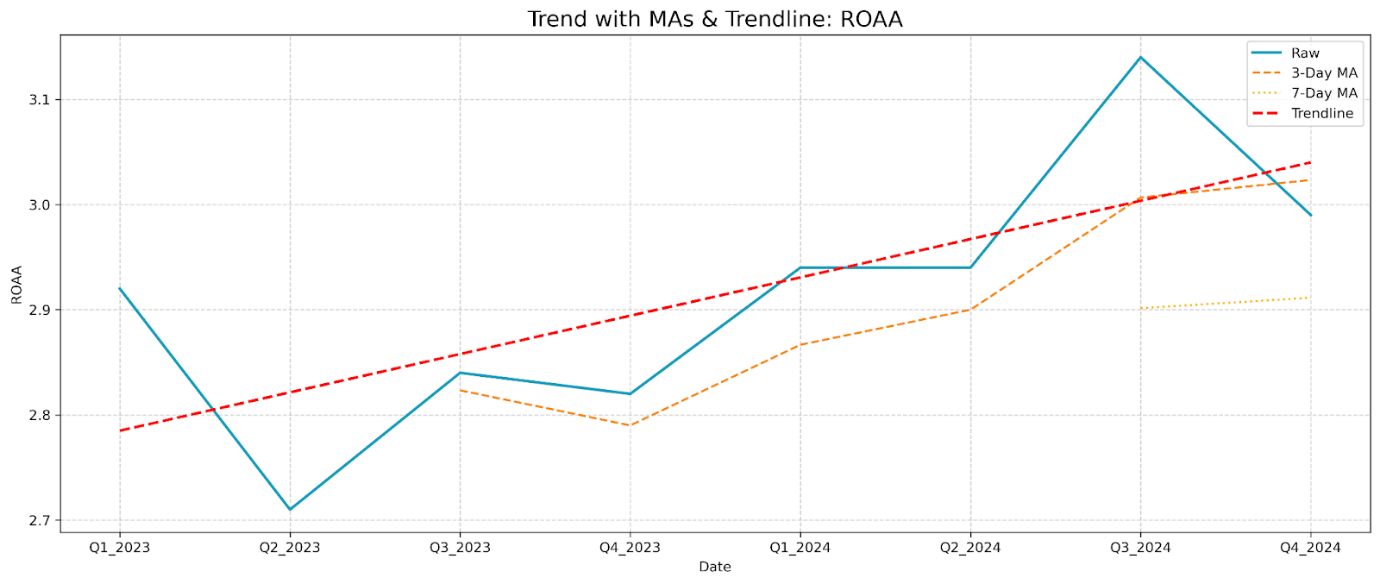 Trend with MAs & Trendline: ROAA
Raw
3-Day MA
7-Day MA
Trendline
3.1
3.0
2.9
2.8
2.7
ROAA
Q1_2023
Q2_2023
Q3_2023
Q4_2023
Q1_2024
Q2_2024
Q3_2024
Q4_2024
Date